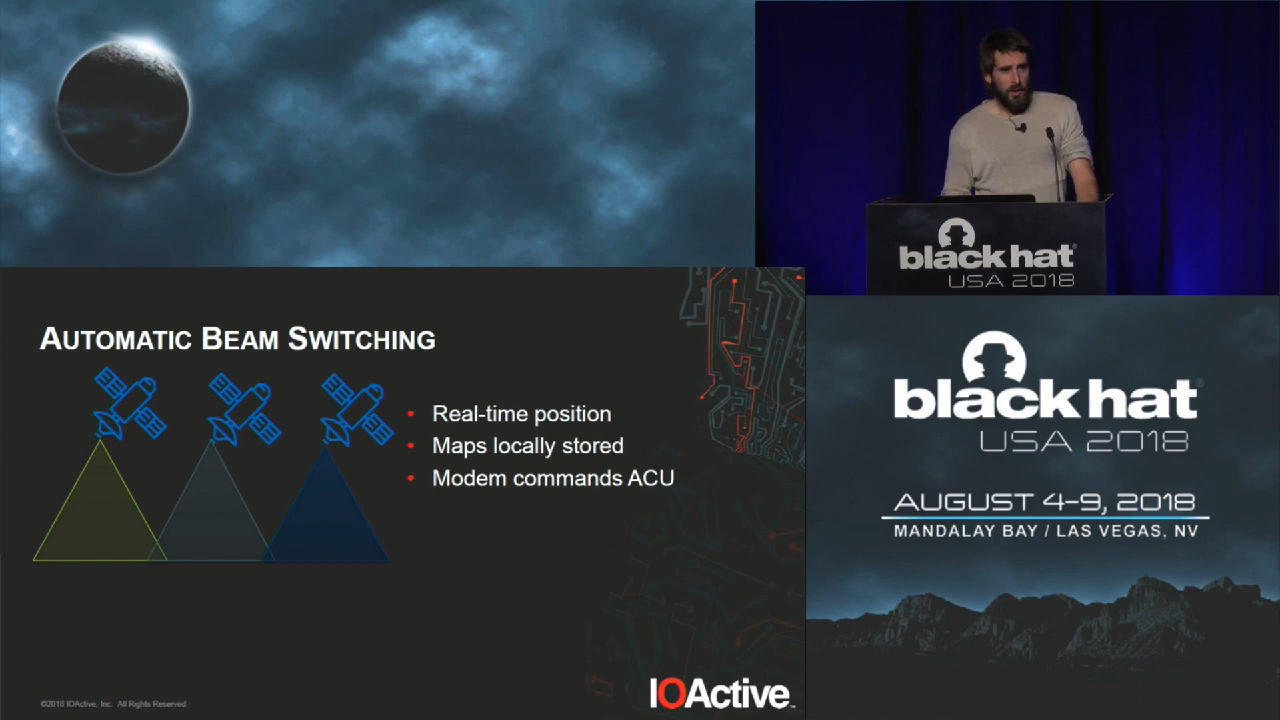 black hat
USA 2018
AUTOMATIC BEAM SWITCHING
• Real-time position
• Maps locally stored
• Modem commands ACU
©2018 IOActive, Inc. All Rights Reserved
IOActive
black hat
USA 2018
AUGUST 4-9, 2018
MANDALAY BAY / LAS VEGAS, NV